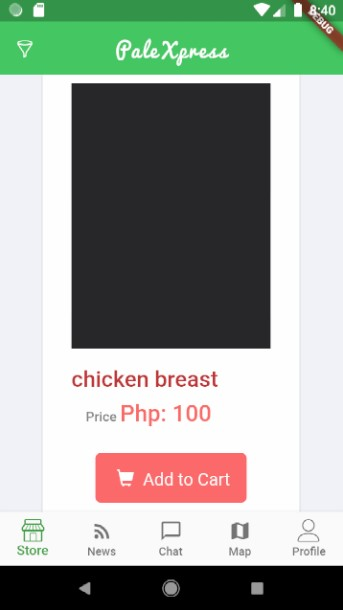 8:40
DEBUG
PaleXpress
chicken breast
Price Php: 100
Add to Cart
Store
News
Chat
Map
Profile